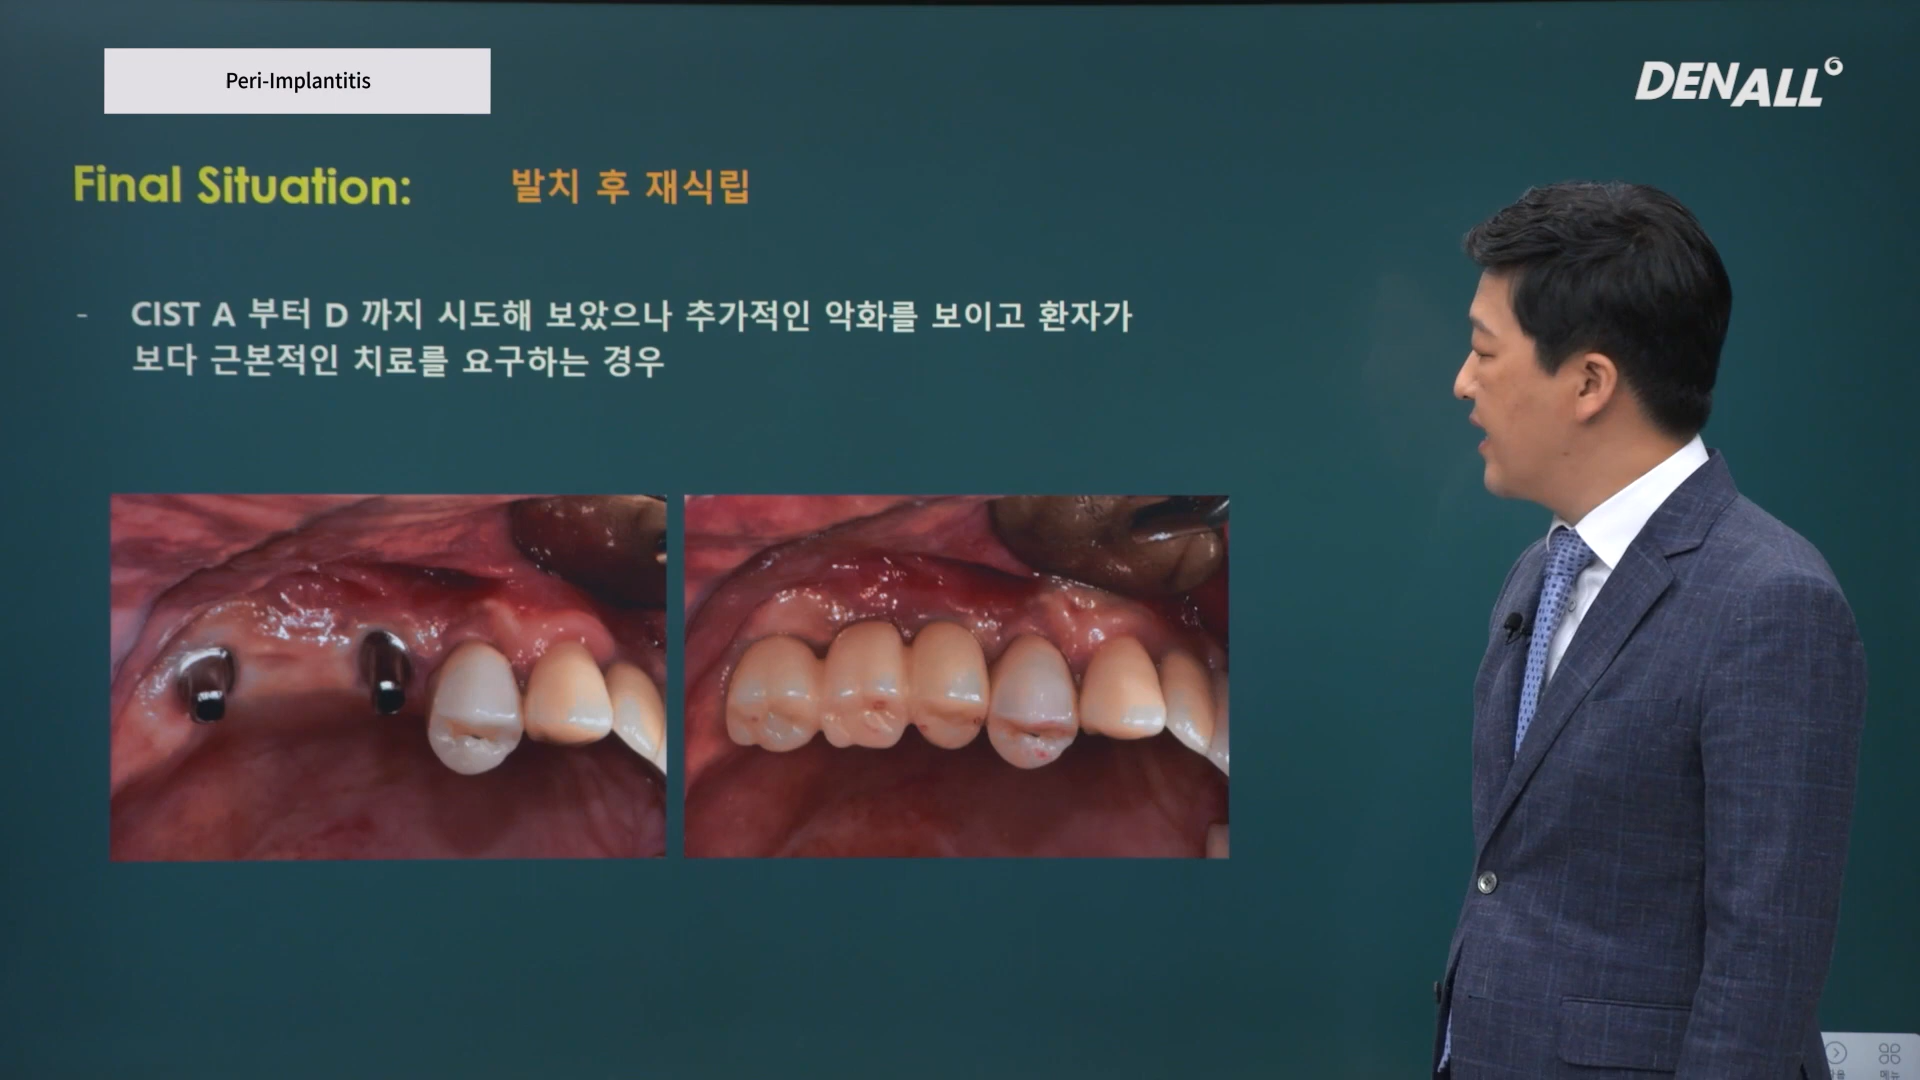 Peri-Implantitis
DENALL
Final Situation: 발치 후 재식립
- CIST A 부터 D 까지 시도해 보았으나 추가적인 악화를 보이고 환자가
보다 근본적인 치료를 요구하는 경우
메뉴